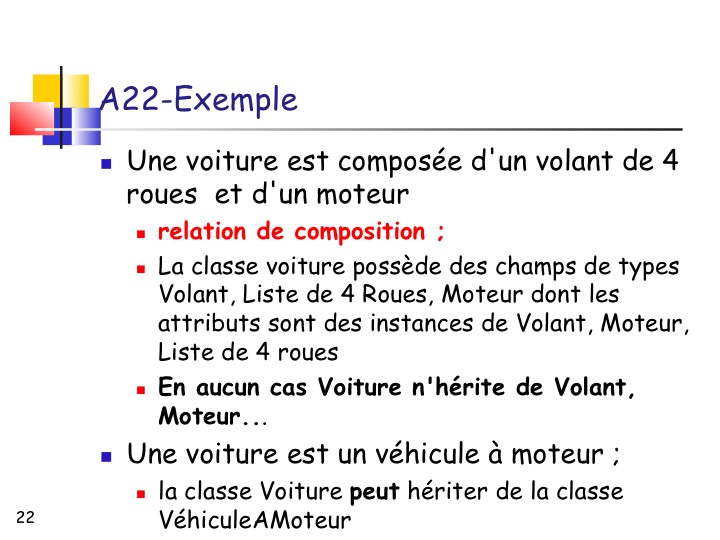 A22-Exemple
Une voiture est composée d'un volant de 4
roues et d'un moteur
relation de composition ;
La classe voiture possède des champs de types
Volant, Liste de 4 Roues, Moteur dont les
attributs sont des instances de Volant, Moteur,
Liste de 4 roues
En aucun cas Voiture n'hérite de Volant,
Moteur...
Une voiture est un véhicule à moteur ;
la classe Voiture peut hériter de la classe
VéhiculeAMoteur
22